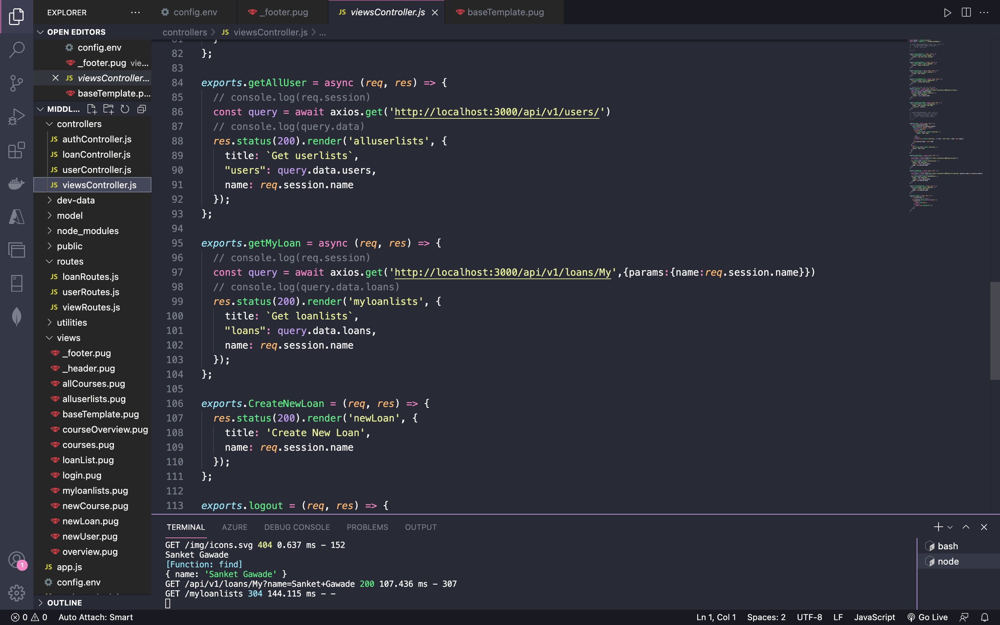 EXPLORER
config.env
_footer.pug
JS viewsController.js
baseTemplate.pug
OPEN EDITORS
controllers > JS viewsController.js > ...
config.env
_footer.pug vie...
JS viewsController...
baseTemplate.p...
MIDDL...
controllers
JS authController.js
JS loanController.js
JS userController.js
JS viewsController.js
dev-data
model
node_modules
public
routes
JS loanRoutes.js
JS userRoutes.js
JS viewRoutes.js
utilities
views
_footer.pug
_header.pug
allCourses.pug
alluserlists.pug
baseTemplate.pug
courseOverview.pug
courses.pug
loanList.pug
login.pug
myloanlists.pug
newCourse.pug
newLoan.pug
newUser.pug
overview.pug
JS app.js
config.env
OUTLINE
81 }
82 };
83
84 exports.getAllUser = async (req, res) => {
85 // console.log(req.session)
86 const query = await axios.get('http://localhost:3000/api/v1/users/')
87 // console.log(query.data)
88 res.status(200).render('alluserlists', {
89 title: `Get userlists`,
90 "users": query.data.users,
91 name: req.session.name
92 });
93 };
94
95 exports.getMyLoan = async (req, res) => {
96 // console.log(req.session)
97 const query = await axios.get('http://localhost:3000/api/v1/loans/My',{params:{name:req.session.name}})
98 // console.log(query.data.loans)
99 res.status(200).render('myloanlists', {
100 title: `Get loanlists`,
101 "loans": query.data.loans,
102 name: req.session.name
103 });
104 };
105
106 exports.CreateNewLoan = (req, res) => {
107 res.status(200).render('newLoan', {
108 title: 'Create New Loan',
109 name: req.session.name
110 });
111 };
112
113 exports.logout = (req, res) => {
TERMINAL AZURE DEBUG CONSOLE PROBLEMS OUTPUT
GET /img/icons.svg 404 0.637 ms - 152
Sanket Gawade
[Function: find]
{ name: 'Sanket Gawade' }
GET /api/v1/loans/My?name=Sanket+Gawade 200 107.436 ms - 307
GET /myloanlists 304 144.115 ms - -
bash
node
1
0 0 Auto Attach: Smart
Ln 1, Col 1 Spaces: 2 UTF-8 LF JavaScript Go Live